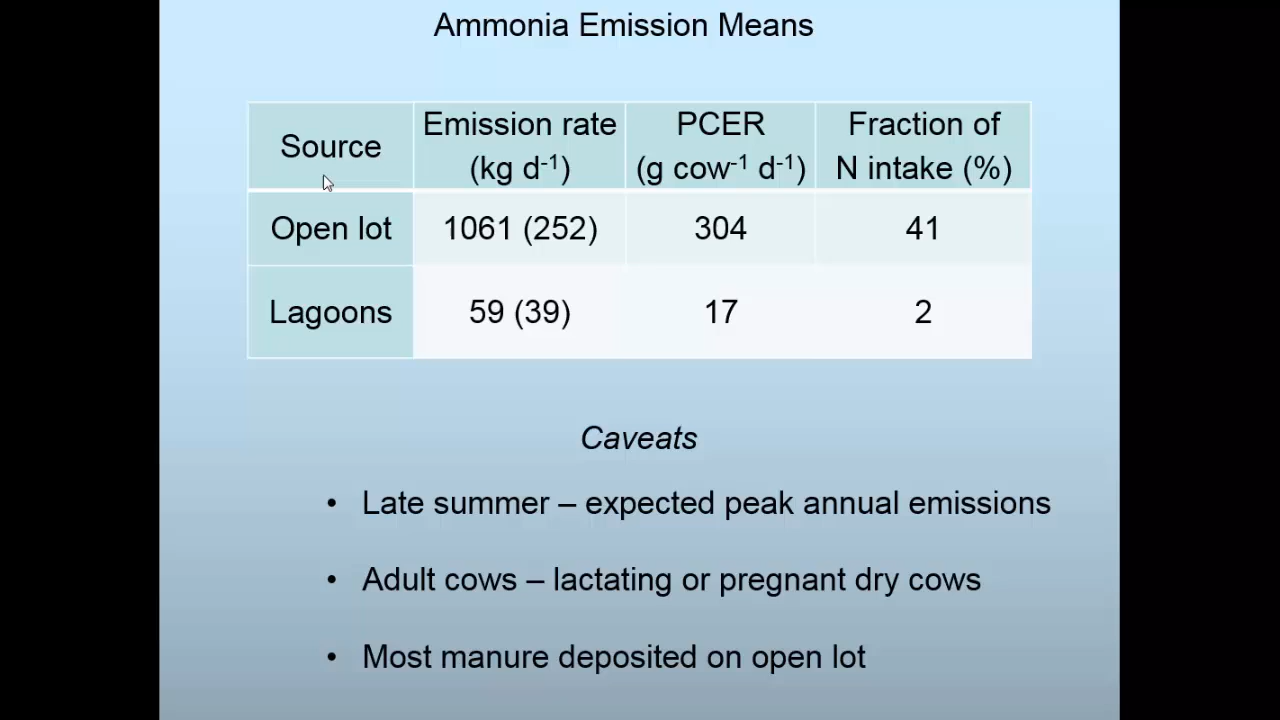 Ammonia Emission Means
Source
Emission rate
(kg d⁻¹)
PCER
(g cow⁻¹ d⁻¹)
Fraction of
N intake (%)
Open lot
1061 (252)
304
41
Lagoons
59 (39)
17
2
Caveats
• Late summer – expected peak annual emissions
• Adult cows – lactating or pregnant dry cows
• Most manure deposited on open lot